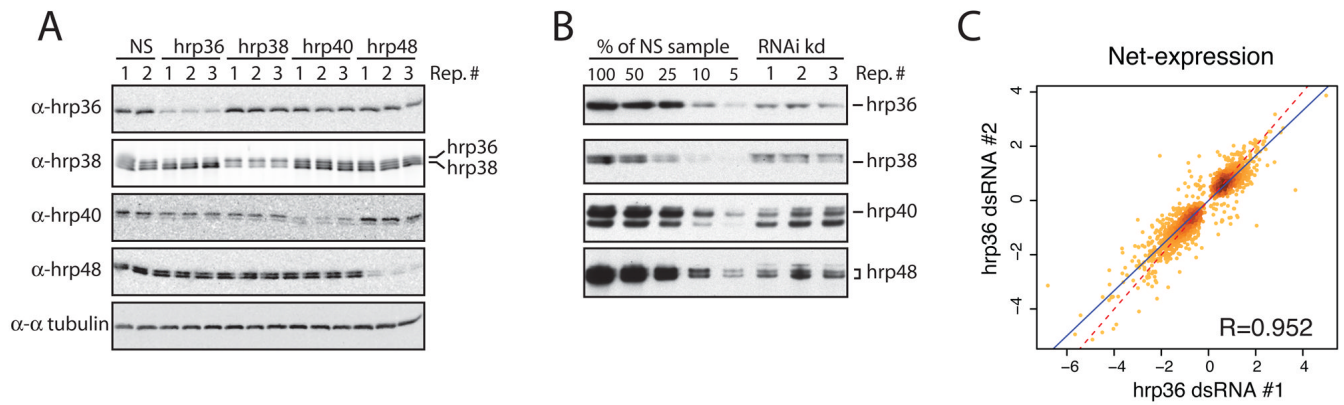 A
NS hrp36 hrp38 hrp40 hrp48
1 2 1 2 3 1 2 3 1 2 3 1 2 3 Rep. #
α-hrp36
α-hrp38
hrp36
hrp38
α-hrp40
α-hrp48
α-α tubulin
B
% of NS sample RNAi kd
100 50 25 10 5 1 2 3 Rep. #
hrp36
hrp38
hrp40
hrp48
C
Net-expression
hrp36 dsRNA #2
4
2
0
−2
−4
R=0.952
−6 −4 −2 0 2 4
hrp36 dsRNA #1